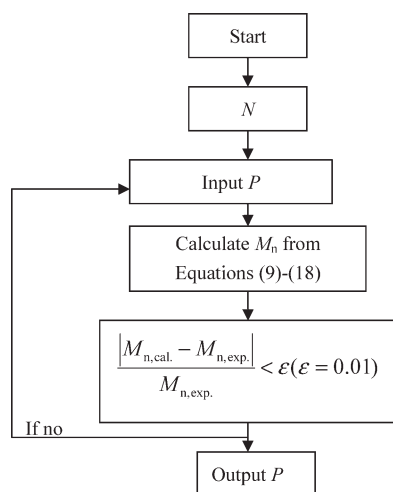 Start
N
Input P
Calculate Mn from
Equations (9)-(18)
|Mn,cal. − Mn,exp.|
Mn,exp.
< ε(ε = 0.01)
If no
Output P